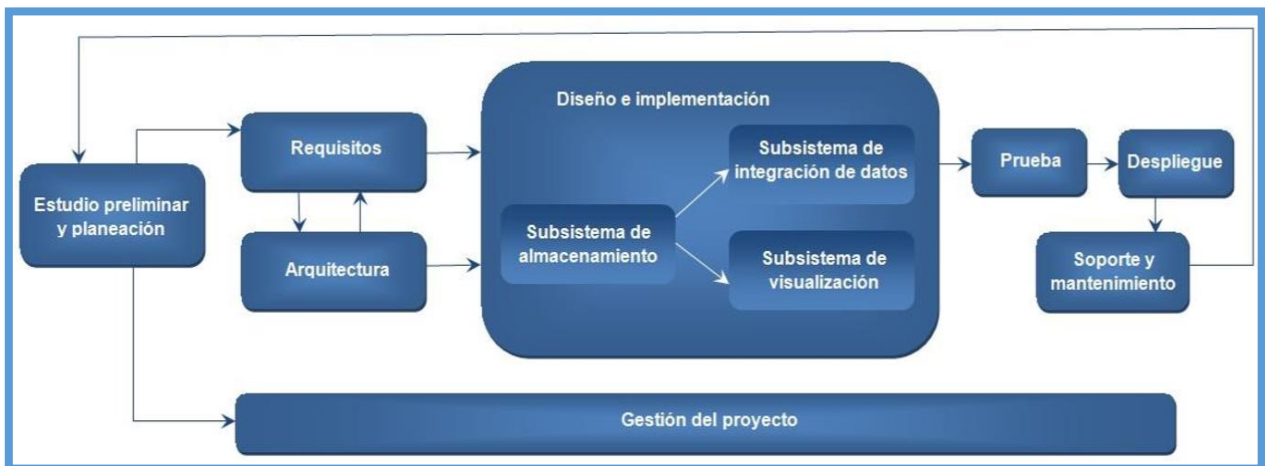 Estudio preliminar
y planeación
Requisitos
Arquitectura
Diseño e implementación
Subsistema de
almacenamiento
Subsistema de
integración de datos
Subsistema de
visualización
Prueba
Despliegue
Soporte y
mantenimiento
Gestión del proyecto